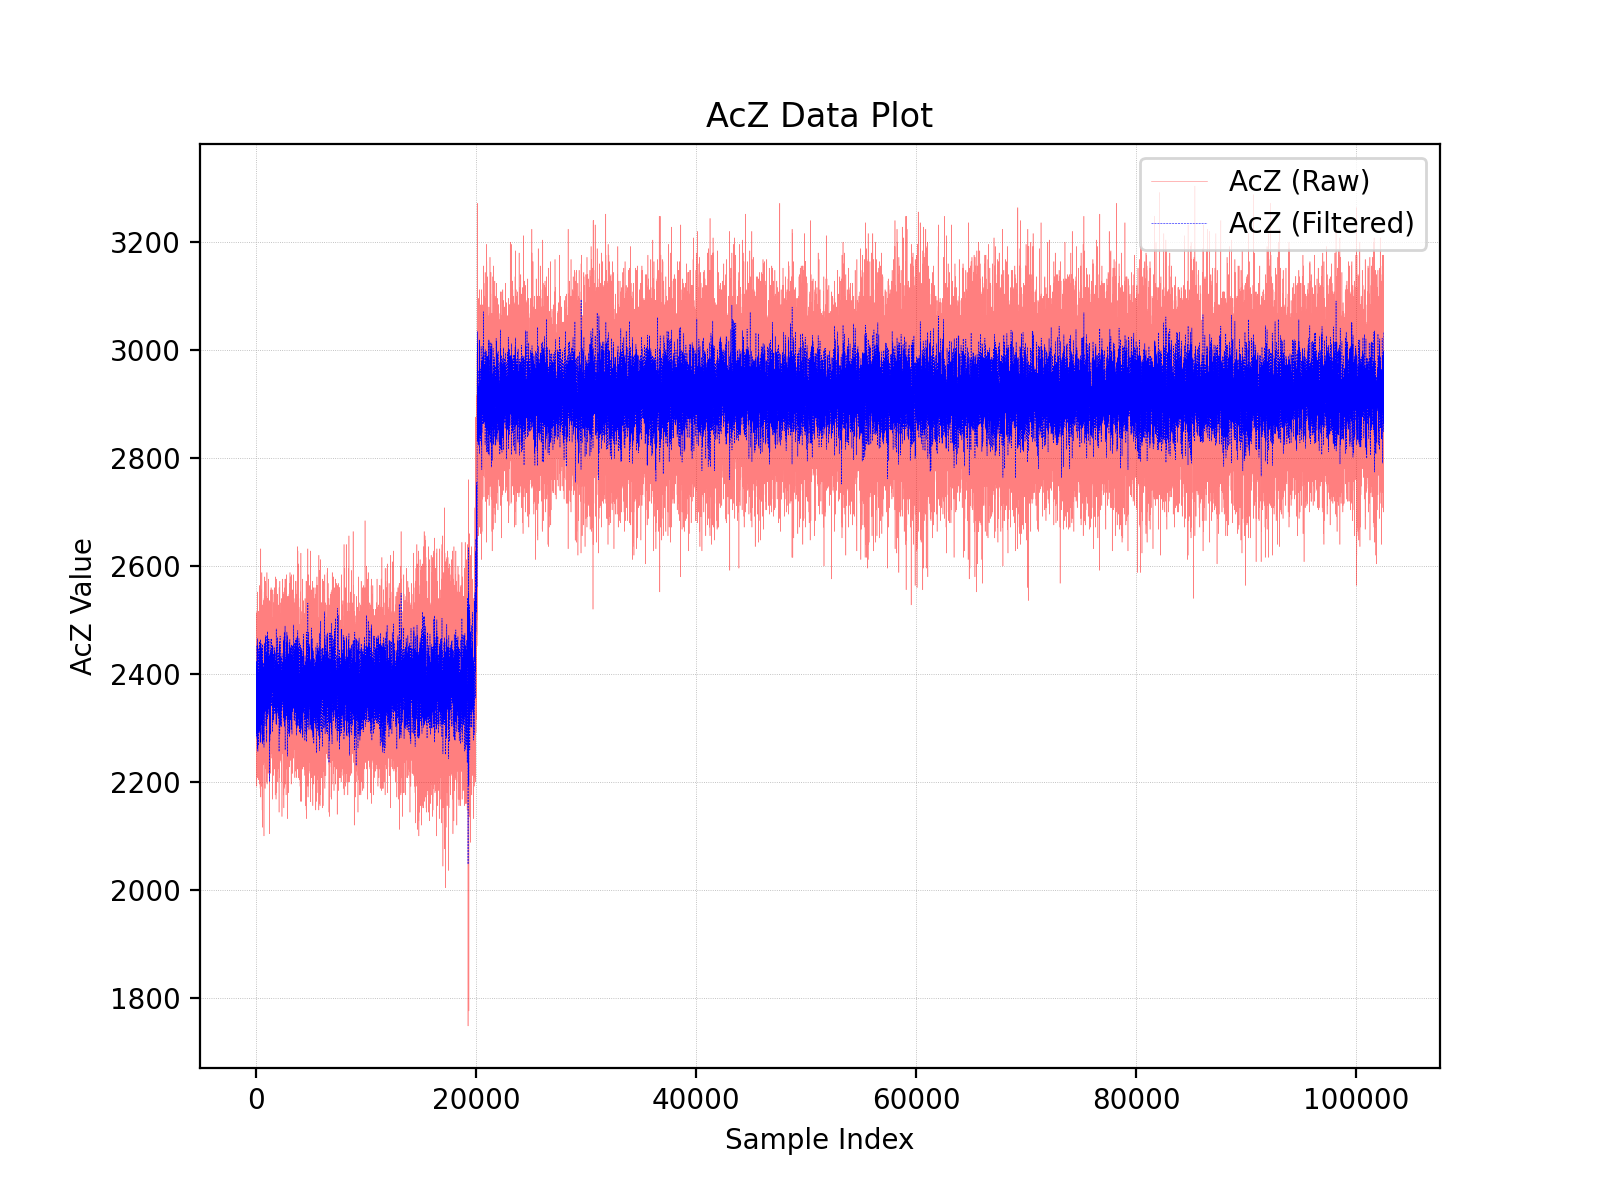 AcZ Data Plot
AcZ (Raw)
AcZ (Filtered)
3200
3000
2800
2600
2400
2200
2000
1800
AcZ Value
0 20000 40000 60000 80000 100000
Sample Index